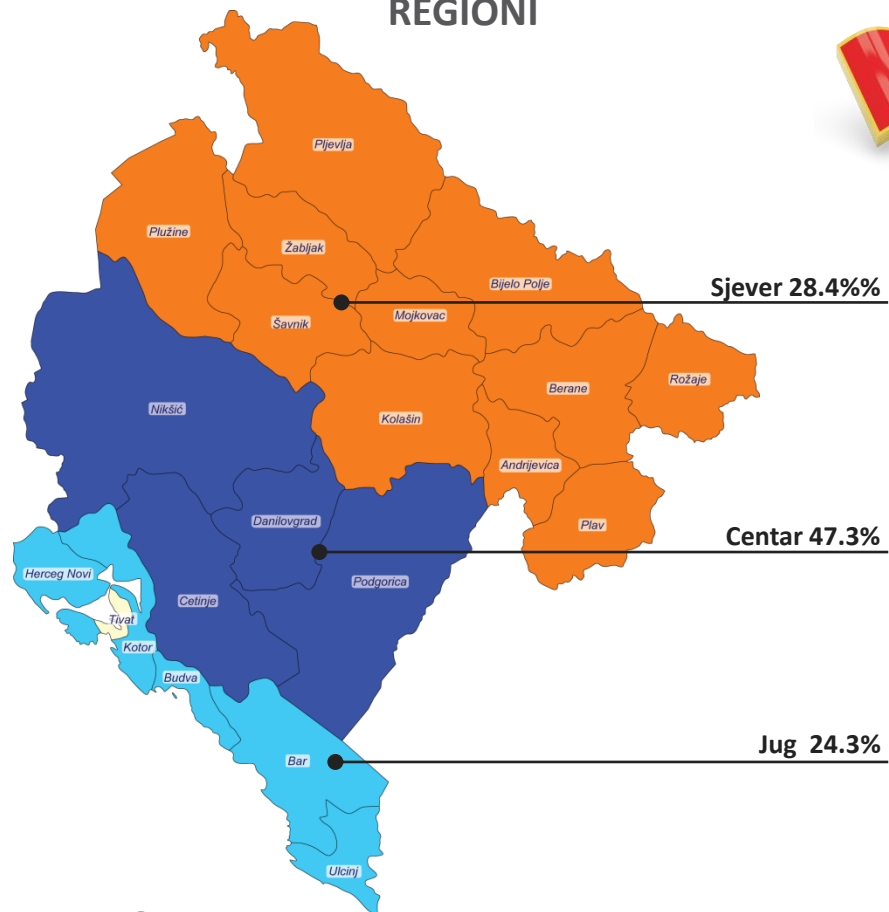 REGIONI
Pljevlja
Plužine
Žabljak
Bijelo Polje
Sjever 28.4%%
Šavnik
Mojkovac
Rožaje
Berane
Nikšić
Kolašin
Andrijevica
Danilovgrad
Plav
Centar 47.3%
Herceg Novi
Podgorica
Cetinje
Tivat
Kotor
Budva
Jug 24.3%
Bar
Ulcinj